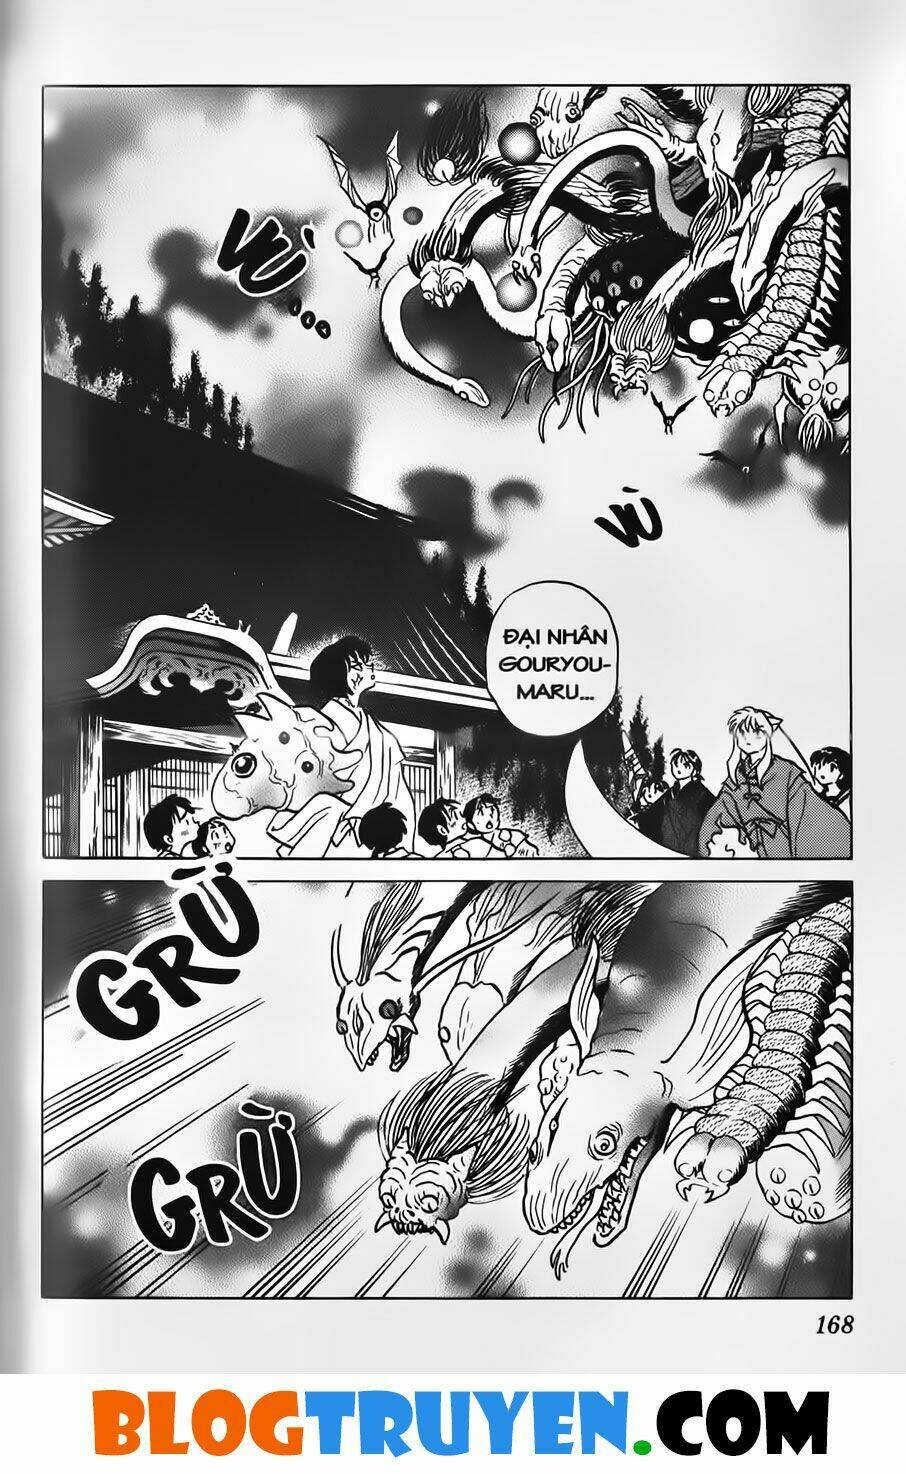 VÙ...
VÙ
ĐẠI NHÂN
GOURYOU-
MARU...
GRỪ
GRỪ
168
BLOGTRUYEN.COM